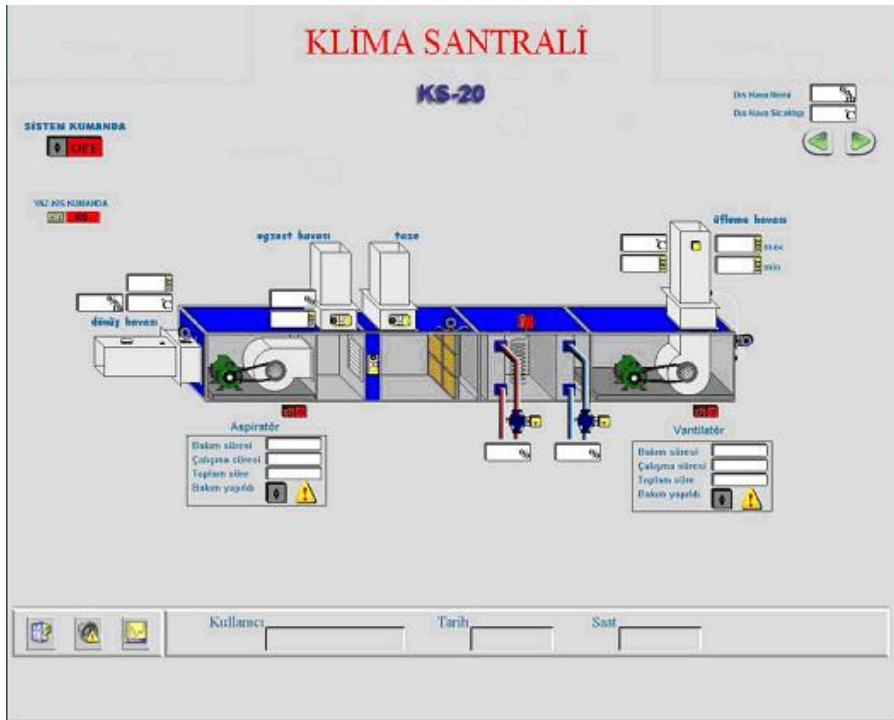 KLİMA SANTRALİ
KS-20
Dış Hava Nemi
Dış Hava Sıcaklığı
SİSTEM KUMANDA
OFF
YAZ KIS KUMANDA
egzest havası
taze
üfleme havası
max
min
dönüş havası
Aspiratör
Bakım süresi
Çalışma süresi
Toplam süre
Bakım yapıldı
Vantilatör
Bakım süresi
Çalışma süresi
Toplam süre
Bakım yapıldı
Kullanıcı
Tarih
Saat